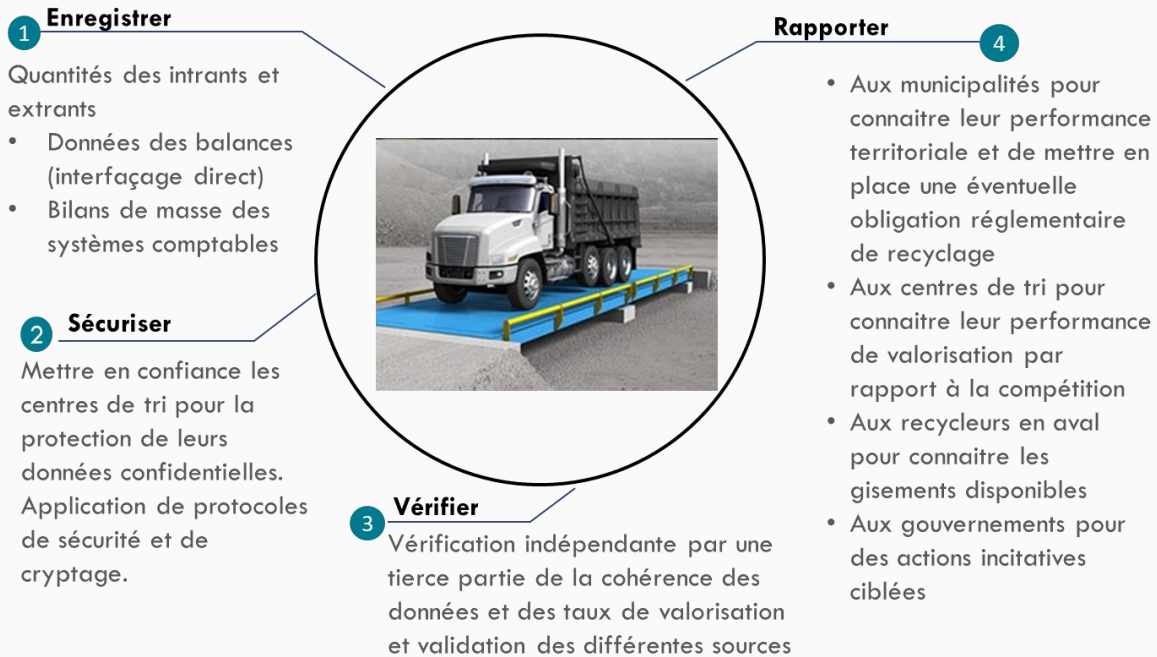 1 Enregistrer
Quantités des intrants et
extrants
• Données des balances
(interfaçage direct)
• Bilans de masse des
systèmes comptables
2 Sécuriser
Mettre en confiance les
centres de tri pour la
protection de leurs
données confidentielles.
Application de protocoles
de sécurité et de
cryptage.
3 Vérifier
Vérification indépendante par une
tierce partie de la cohérence des
données et des taux de valorisation
et validation des différentes sources
Rapporter 4
• Aux municipalités pour
connaitre leur performance
territoriale et de mettre en
place une éventuelle
obligation réglementaire
de recyclage
• Aux centres de tri pour
connaitre leur performance
de valorisation par
rapport à la compétition
• Aux recycleurs en aval
pour connaitre les
gisements disponibles
• Aux gouvernements pour
des actions incitatives
ciblées